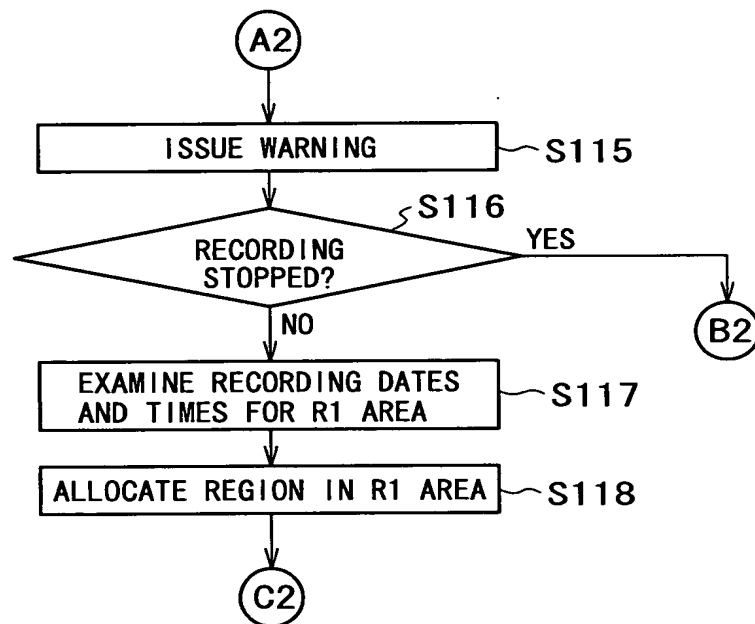 A2
ISSUE WARNING
S115
S116
RECORDING
STOPPED?
YES
B2
NO
EXAMINE RECORDING DATES
AND TIMES FOR R1 AREA
S117
ALLOCATE REGION IN R1 AREA
S118
C2